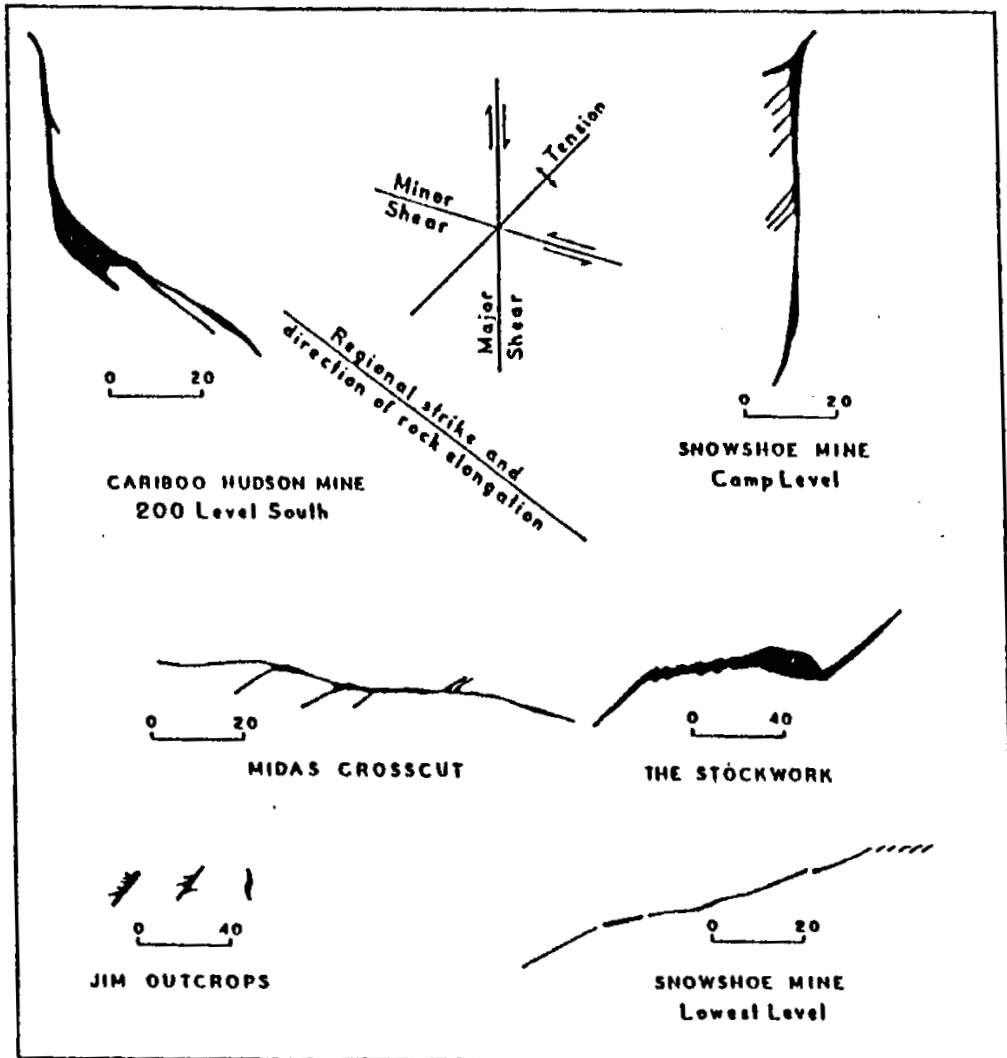 Tension
Minor
Shear
Major
Shear
Regional strike and
direction of rock elongation
0 20
CARIBOO HUDSON MINE
200 Level South
0 20
SNOWSHOE MINE
Camp Level
0 20
MIDAS CROSSCUT
0 40
THE STOCKWORK
0 40
JIM OUTCROPS
0 20
SNOWSHOE MINE
Lowest Level